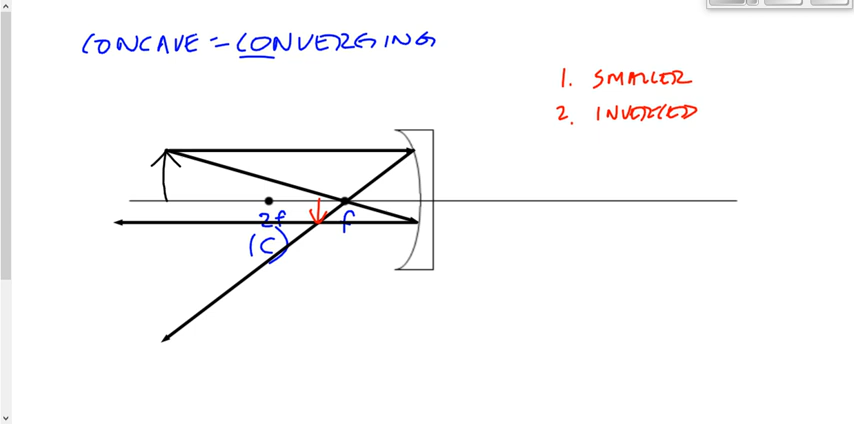 CONCAVE = CONVERGING
1. SMALLER
2. INVERTED
2f
f
(C)